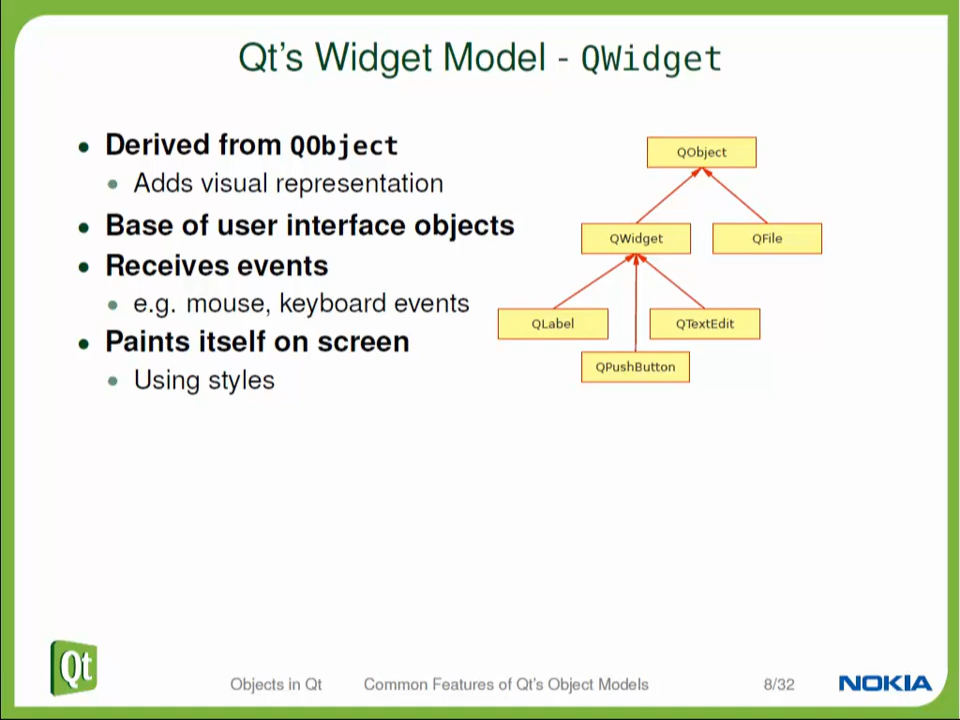 Qt's Widget Model - QWidget
• Derived from QObject
• Adds visual representation
• Base of user interface objects
• Receives events
• e.g. mouse, keyboard events
• Paints itself on screen
• Using styles
QObject
QWidget
QFile
QLabel
QTextEdit
QPushButton
Qt
Objects in Qt
Common Features of Qt's Object Models
8/32
NOKIA